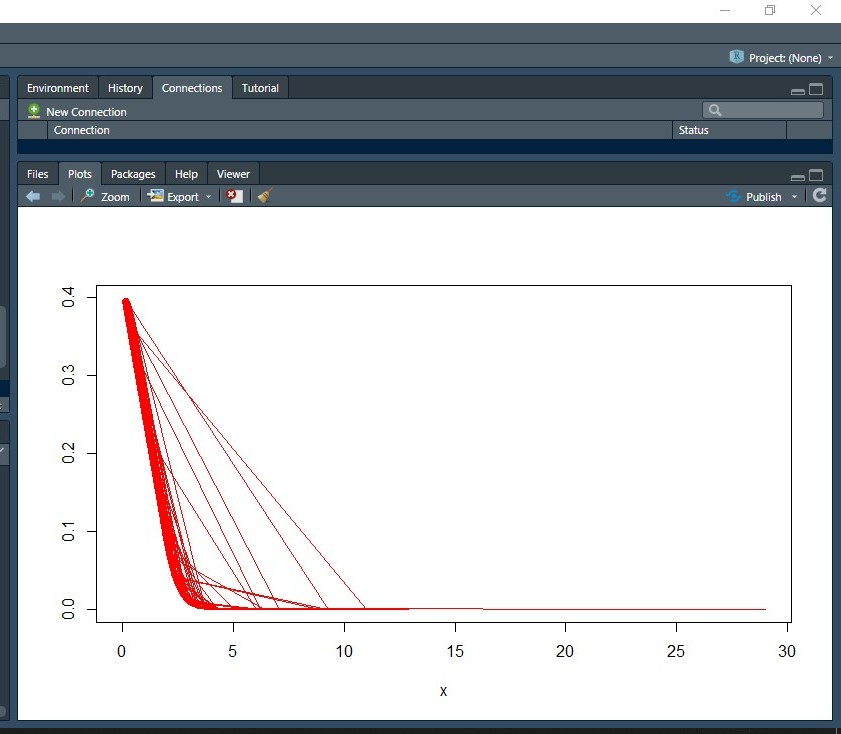 Project: (None)
Environment History Connections Tutorial
New Connection
Connection Status
Files Plots Packages Help Viewer
Zoom Export Publish
0.4
0.3
0.2
0.1
0.0
0 5 10 15 20 25 30
x